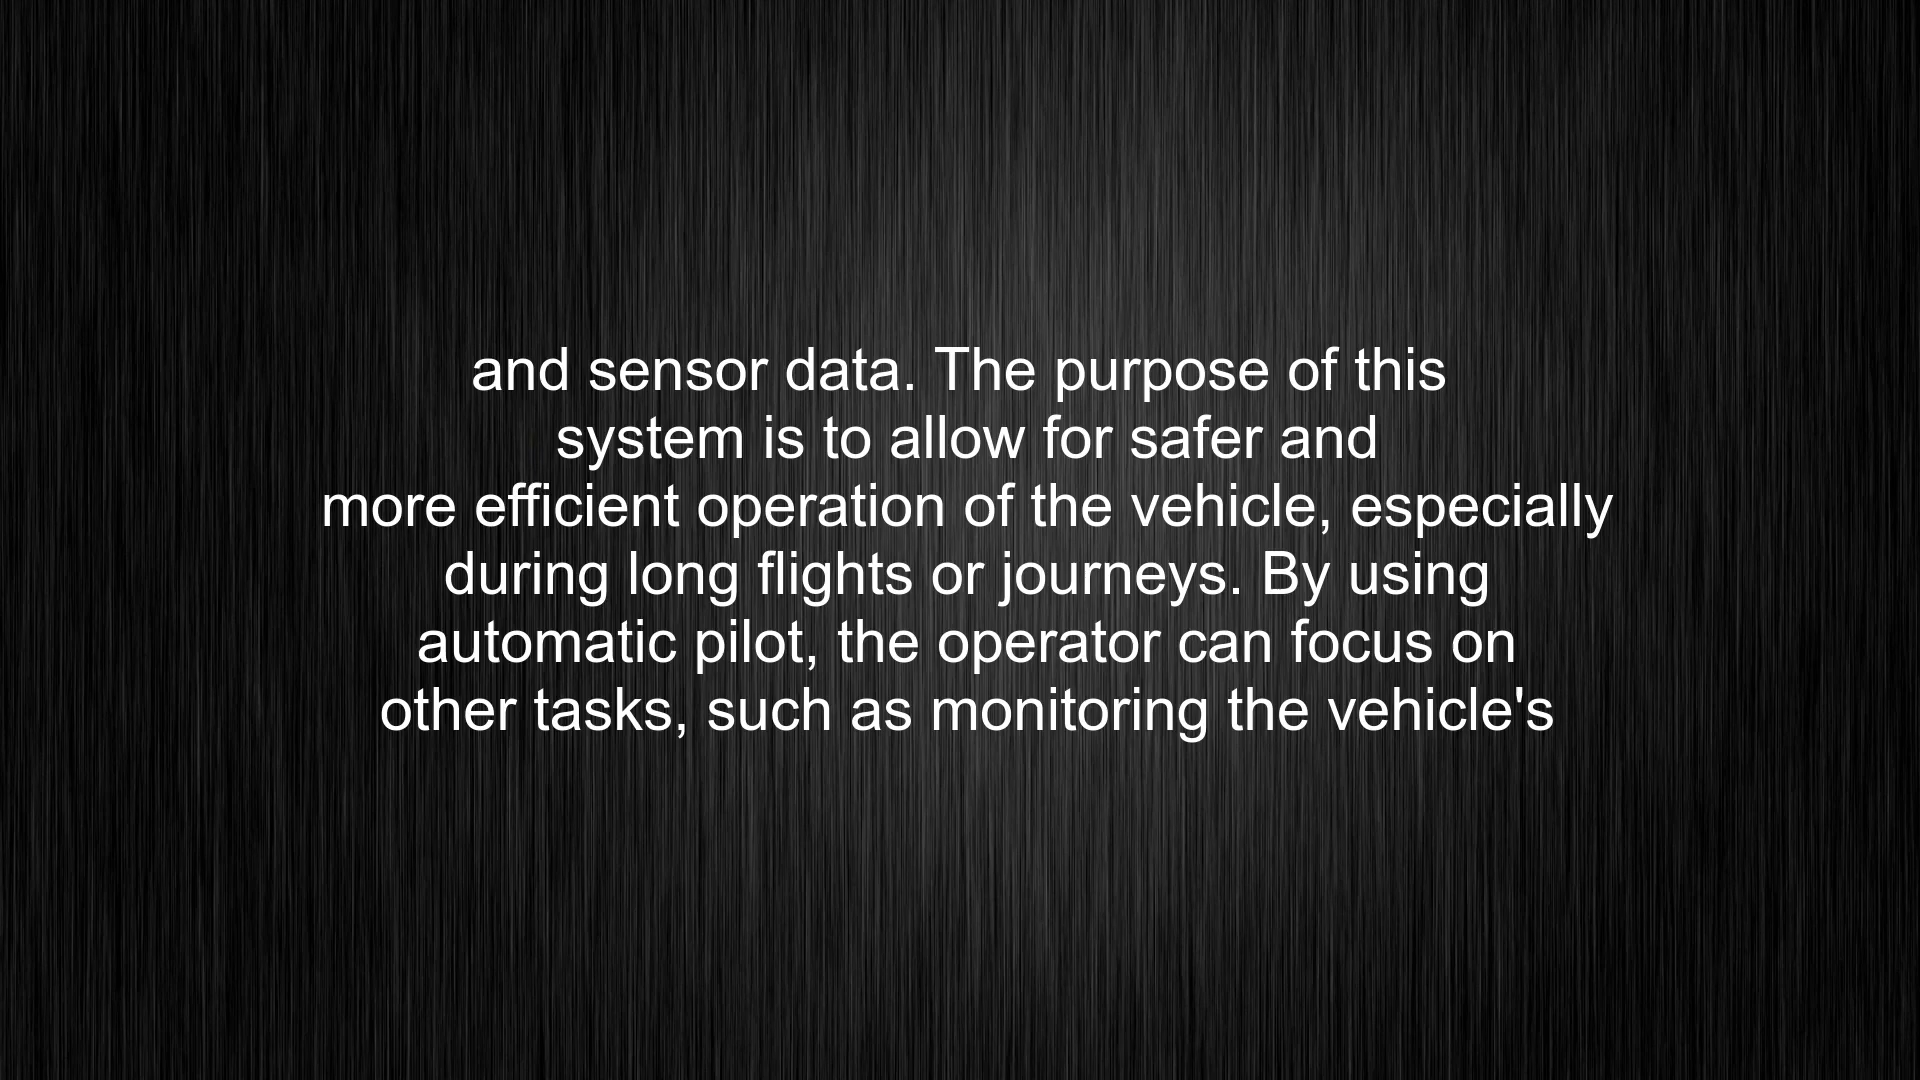 and sensor data. The purpose of this
system is to allow for safer and
more efficient operation of the vehicle, especially
during long flights or journeys. By using
automatic pilot, the operator can focus on
other tasks, such as monitoring the vehicle's